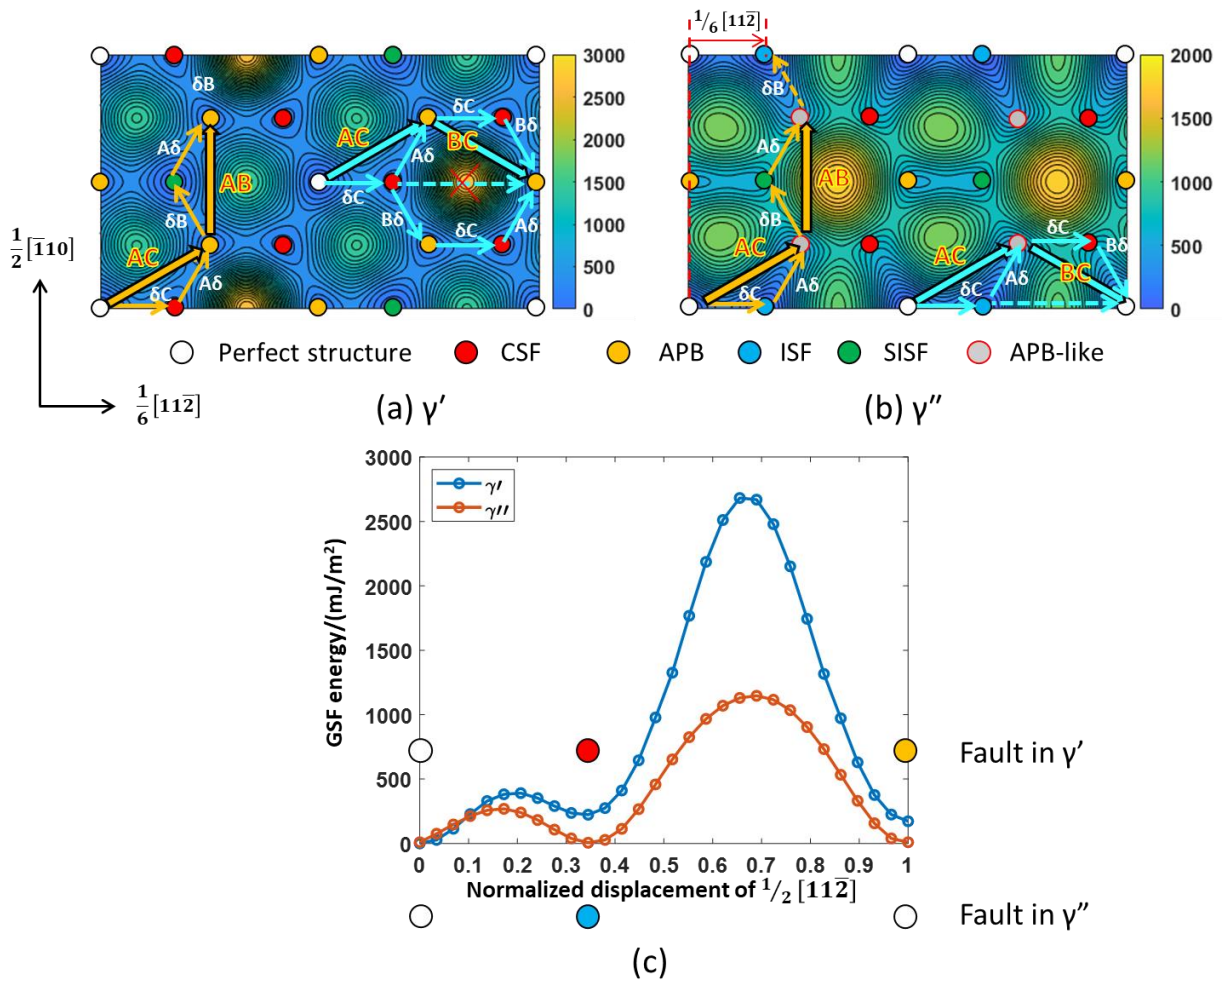 1/6 [112̅]
3000
2500
2000
1500
1000
500
0
δB
Aδ
AB
δB
AC
δC
Aδ
AC
δC
BC
Bδ
Aδ
δC
Bδ
Aδ
δC
2000
1500
1000
500
0
δB
Aδ
AB
δB
AC
δC
Aδ
AC
δC
Aδ
δC
BC
Bδ
1/2 [1̅10]
1/6 [112̅]
Perfect structure CSF APB ISF SISF APB-like
(a) γ′ (b) γ″
3000
2500
2000
1500
1000
500
0
γ′
γ′′
GSF energy/(mJ/m²)
Fault in γ′
0 0.1 0.2 0.3 0.4 0.5 0.6 0.7 0.8 0.9 1
Normalized displacement of 1/2 [112̅]
Fault in γ″
(c)